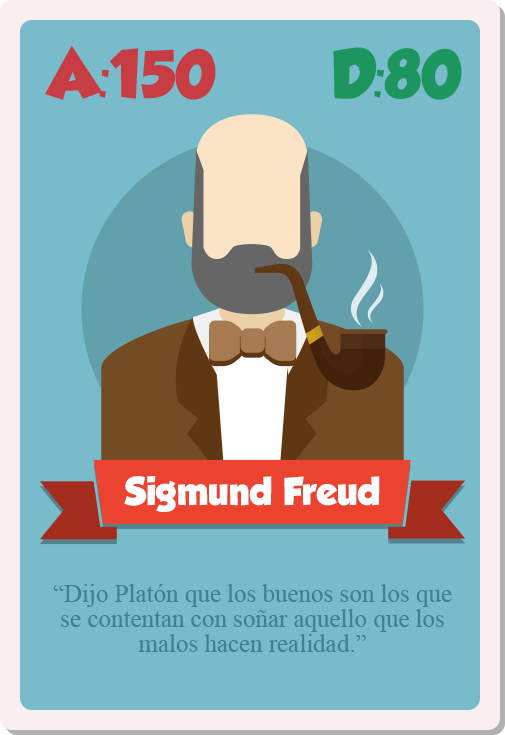 A:150 D:80
Sigmund Freud
“Dijo Platón que los buenos son los que
se contentan con soñar aquello que los
malos hacen realidad.”